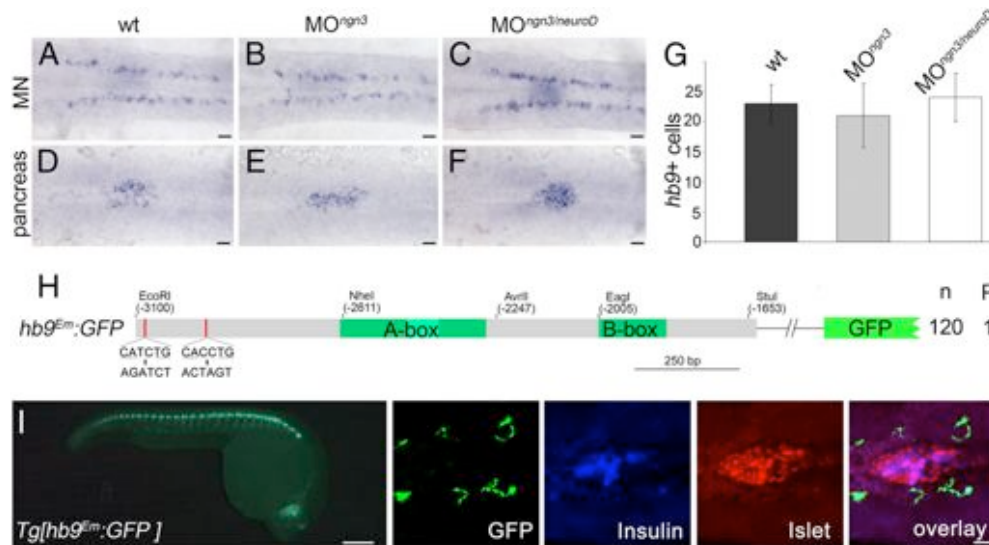 wt MO^ngn3 MO^ngn3/neuroD
A B C
MN
D E F
pancreas
G
wt MO^ngn3 MO^ngn3/neuroD
hb9+ cells
25
20
15
10
5
0
H
EcoRI NheI AvrII EagI StuI
(-3100) (-2611) (-2247) (-2005) (-1653)
n
hb9^Em:GFP A-box B-box GFP 120 1
CATCTG CACCTG
AGATCT ACTAGT
250 bp
I
Tg[hb9^Em:GFP] GFP Insulin Islet overlay